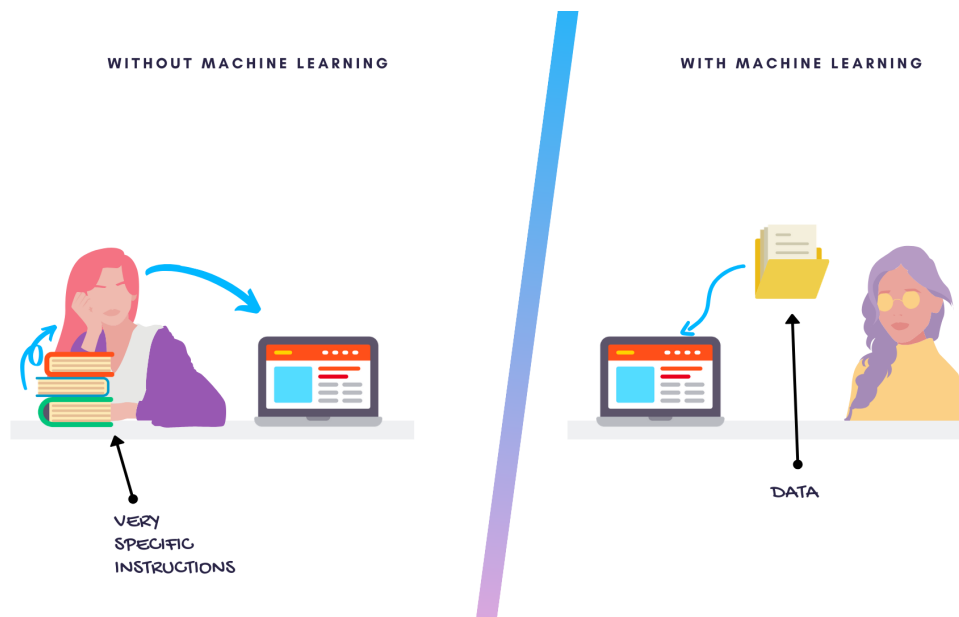 WITHOUT MACHINE LEARNING
WITH MACHINE LEARNING
VERY
SPECIFIC
INSTRUCTIONS
DATA